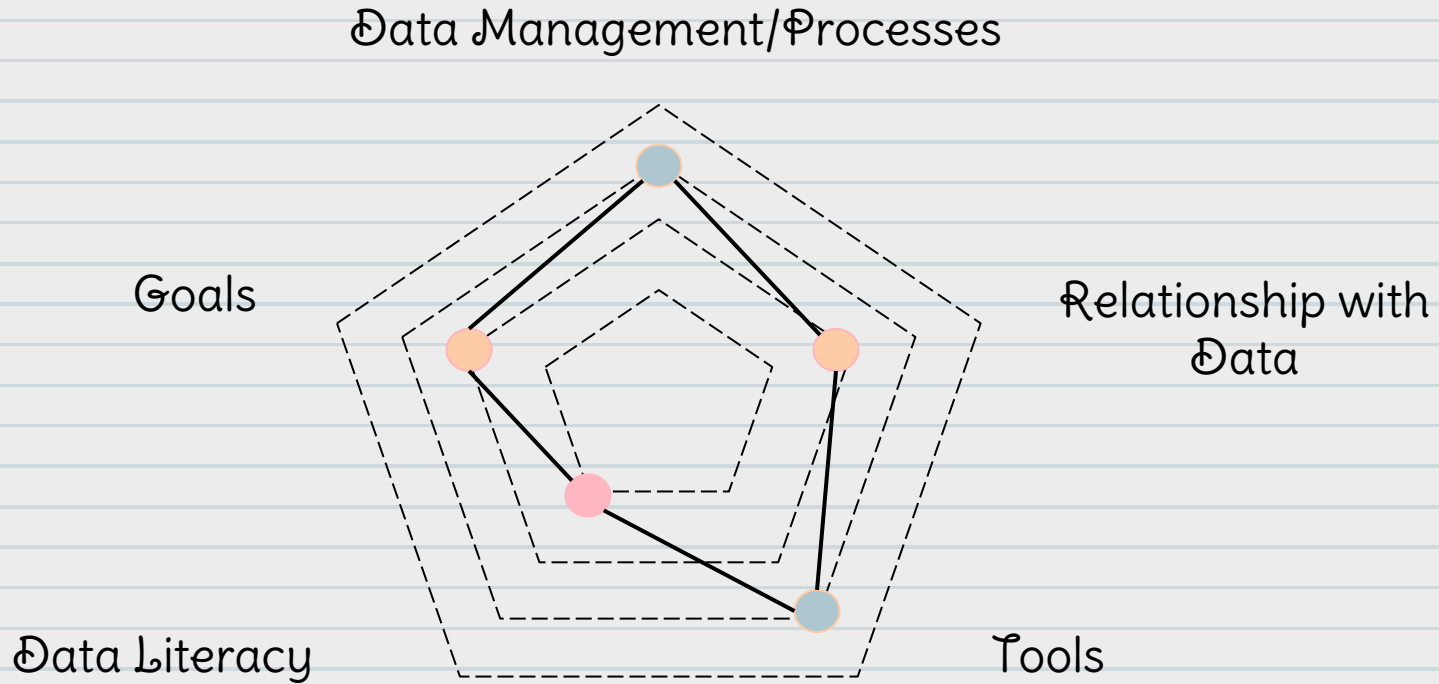 Data Management/Processes
Goals
Relationship with
Data
Data Literacy
Tools